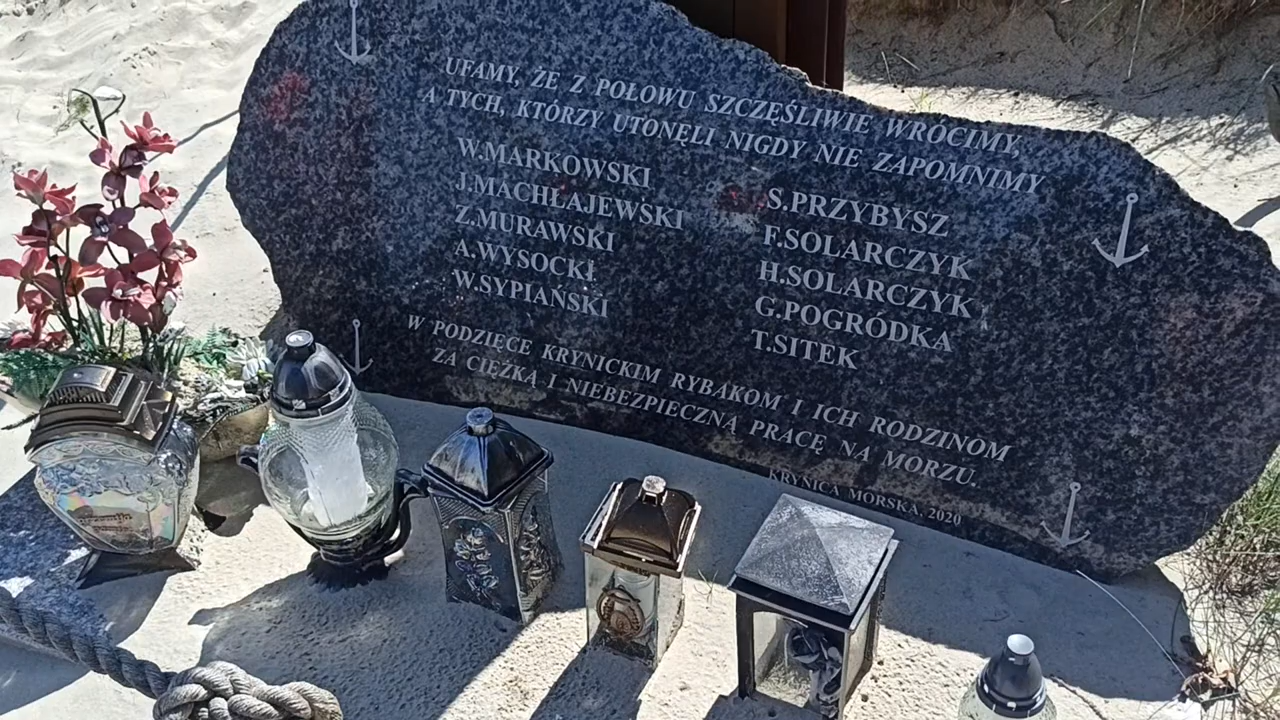 UFAMY, ŻE Z POŁOWU SZCZĘŚLIWIE WRÓCIMY,
A TYCH, KTÓRZY UTONĘLI NIGDY NIE ZAPOMNIMY
W.MARKOWSKI
J.MACHŁAJEWSKI
Z.MURAWSKI
A.WYSOCKI
W.SYPIAŃSKI
S.PRZYBYSZ
F.SOLARCZYK
H.SOLARCZYK
G.POGRÓDKA
T.SITEK
W PODZIĘCE KRYNICKIM RYBAKOM I ICH RODZINOM
ZA CIĘŻKĄ I NIEBEZPIECZNĄ PRACĘ NA MORZU.
KRYNICA MORSKA, 2020